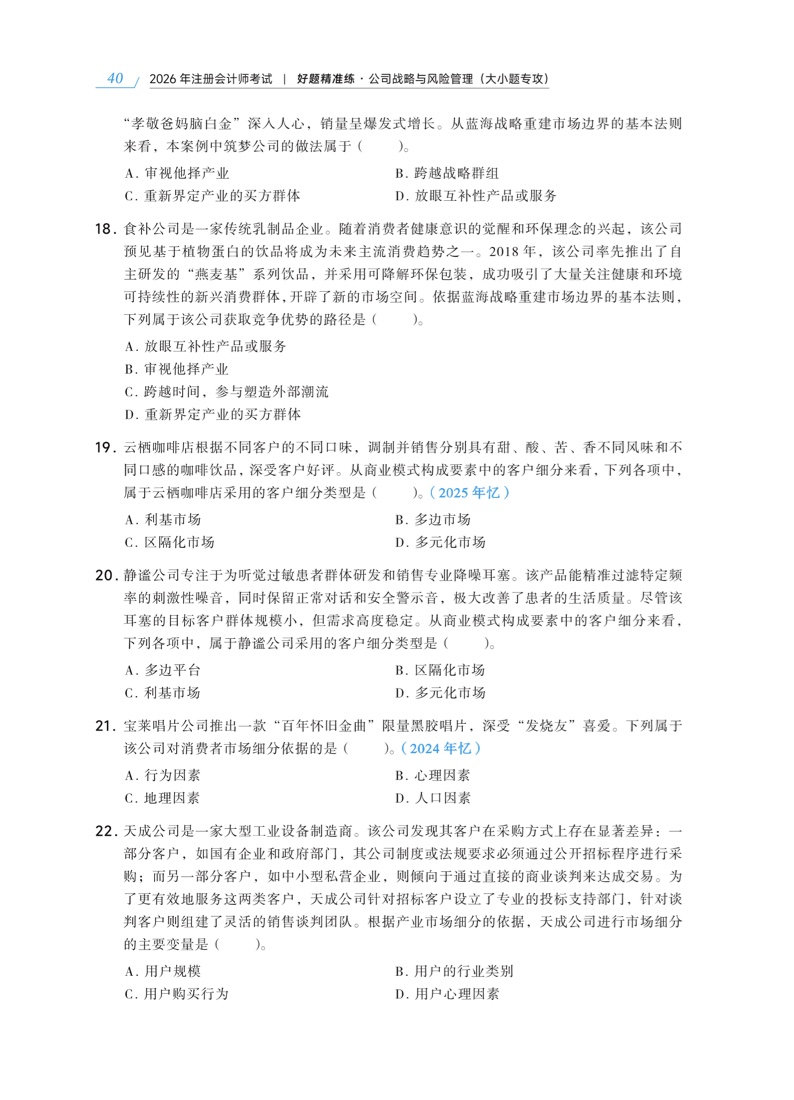 40 2026 年注册会计师考试 | 好题精准练·公司战略与风险管理（大小题专攻）
“孝敬爸妈脑白金”深入人心，销量呈爆发式增长。从蓝海战略重建市场边界的基本法则
来看，本案例中筑梦公司的做法属于（　　）。
A. 审视他择产业 B. 跨越战略群组
C. 重新界定产业的买方群体 D. 放眼互补性产品或服务
18. 食补公司是一家传统乳制品企业。随着消费者健康意识的觉醒和环保理念的兴起，该公司
预见基于植物蛋白的饮品将成为未来主流消费趋势之一。2018 年，该公司率先推出了自
主研发的“燕麦基”系列饮品，并采用可降解环保包装，成功吸引了大量关注健康和环境
可持续性的新兴消费群体，开辟了新的市场空间。依据蓝海战略重建市场边界的基本法则，
下列属于该公司获取竞争优势的路径是（　　）。
A. 放眼互补性产品或服务
B. 审视他择产业
C. 跨越时间，参与塑造外部潮流
D. 重新界定产业的买方群体
19. 云栖咖啡店根据不同客户的不同口味，调制并销售分别具有甜、酸、苦、香不同风味和不
同口感的咖啡饮品，深受客户好评。从商业模式构成要素中的客户细分来看，下列各项中，
属于云栖咖啡店采用的客户细分类型是（　　）。（2025 年忆）
A. 利基市场 B. 多边市场
C. 区隔化市场 D. 多元化市场
20. 静谧公司专注于为听觉过敏患者群体研发和销售专业降噪耳塞。该产品能精准过滤特定频
率的刺激性噪音，同时保留正常对话和安全警示音，极大改善了患者的生活质量。尽管该
耳塞的目标客户群体规模小，但需求高度稳定。从商业模式构成要素中的客户细分来看，
下列各项中，属于静谧公司采用的客户细分类型是（　　）。
A. 多边平台 B. 区隔化市场
C. 利基市场 D. 多元化市场
21. 宝莱唱片公司推出一款“百年怀旧金曲”限量黑胶唱片，深受“发烧友”喜爱。下列属于
该公司对消费者市场细分依据的是（　　）。（2024 年忆）
A. 行为因素 B. 心理因素
C. 地理因素 D. 人口因素
22. 天成公司是一家大型工业设备制造商。该公司发现其客户在采购方式上存在显著差异：一
部分客户，如国有企业和政府部门，其公司制度或法规要求必须通过公开招标程序进行采
购；而另一部分客户，如中小型私营企业，则倾向于通过直接的商业谈判来达成交易。为
了更有效地服务这两类客户，天成公司针对招标客户设立了专业的投标支持部门，针对谈
判客户则组建了灵活的销售谈判团队。根据产业市场细分的依据，天成公司进行市场细分
的主要变量是（　　）。
A. 用户规模 B. 用户的行业类别
C. 用户购买行为 D. 用户心理因素